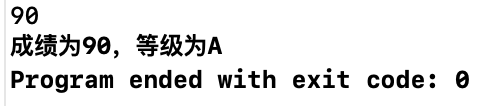 90
成绩为90，等级为A
Program ended with exit code: 0